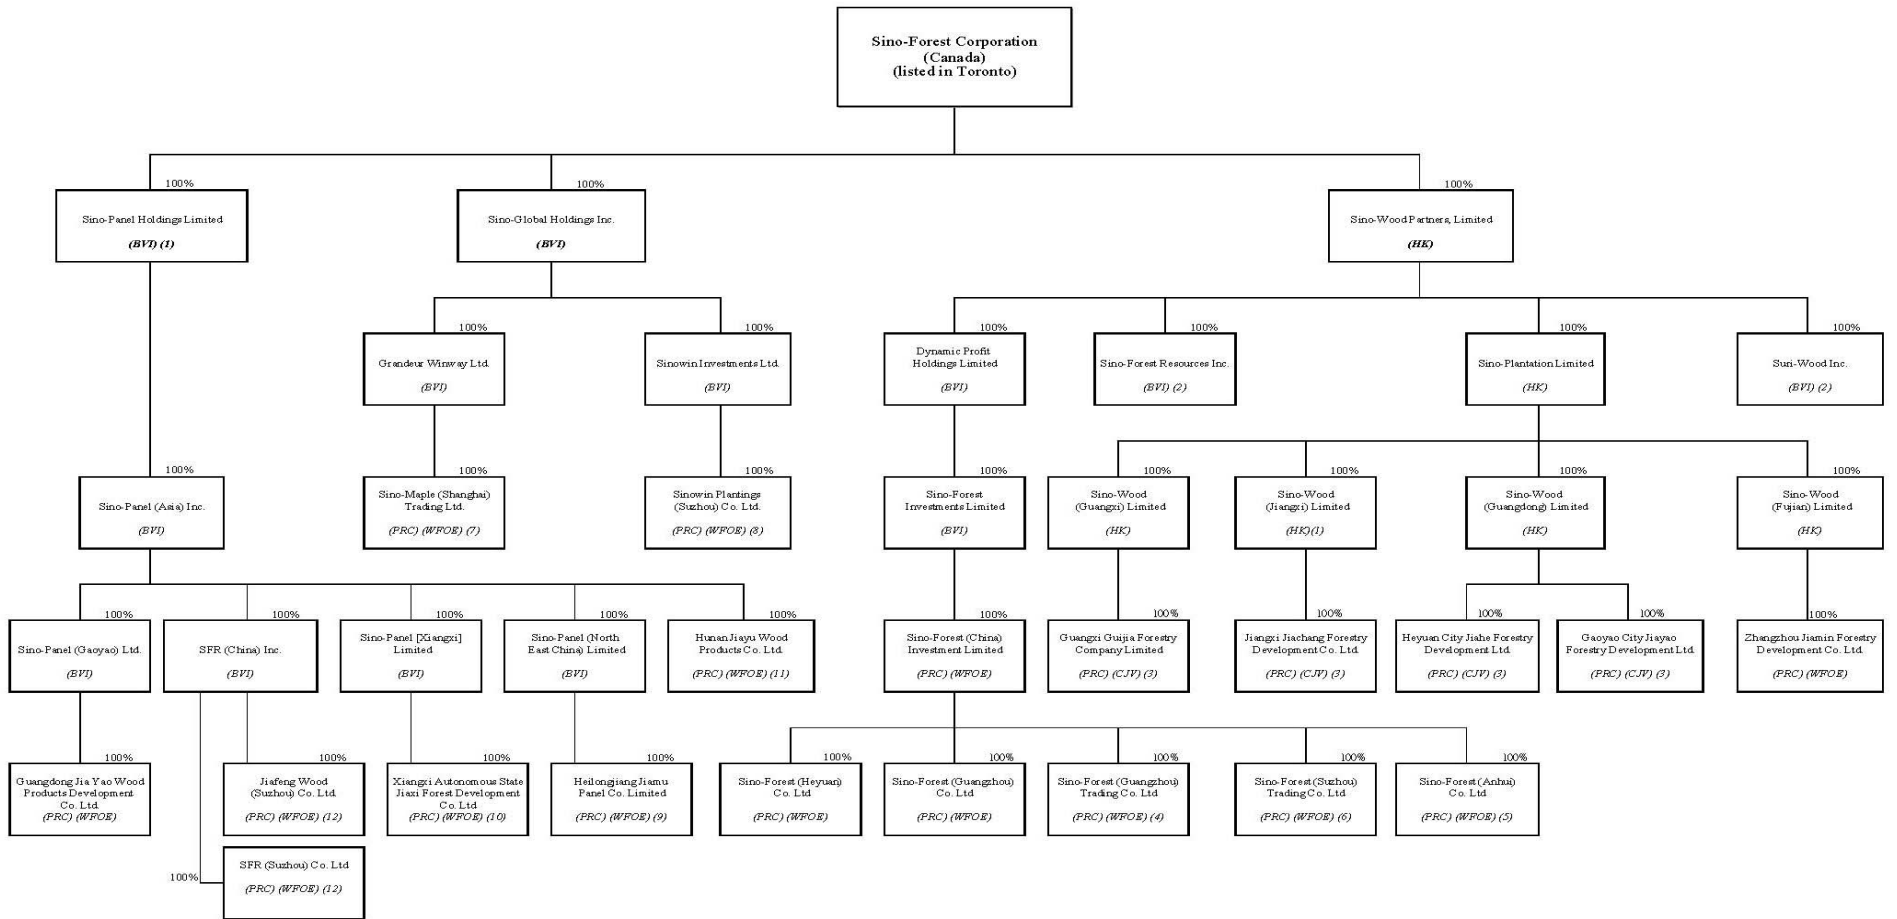 Sino-Forest Corporation
(Canada)
(listed in Toronto)
100%
100%
100%
Sino-Panel Holdings Limited
(BVI) (1)
Sino-Global Holdings Inc.
(BVI)
Sino-Wood Partners, Limited
(HK)
100%
100%
100%
100%
100%
100%
Grandeur Winway Ltd.
(BVI)
Sinowin Investments Ltd.
(BVI)
Dynamic Profit
Holdings Limited
(BVI)
Sino-Forest Resources Inc.
(BVI) (2)
Sino-Plantation Limited
(HK)
Suri-Wood Inc.
(BVI) (2)
100%
100%
100%
100%
100%
100%
100%
100%
Sino-Panel (Asia) Inc.
(BVI)
Sino-Maple (Shanghai)
Trading Ltd.
(PRC) (WFOE) (7)
Sinowin Plantings
(Suzhou) Co. Ltd.
(PRC) (WFOE) (8)
Sino-Forest
Investments Limited
(BVI)
Sino-Wood
(Guangxi) Limited
(HK)
Sino-Wood
(Jiangxi) Limited
(HK)(1)
Sino-Wood
(Guangdong) Limited
(HK)
Sino-Wood
(Fujian) Limited
(HK)
100%
100%
100%
100%
100%
100%
100%
100%
100%
100%
100%
Sino-Panel (Gaoyao) Ltd.
(BVI)
SFR (China) Inc.
(BVI)
Sino-Panel [Xiangxi]
Limited
(BVI)
Sino-Panel (North
East China) Limited
(BVI)
Hunan Jiayu Wood
Products Co. Ltd.
(PRC) (WFOE) (11)
Sino-Forest (China)
Investment Limited
(PRC) (WFOE)
Guangxi Guijia Forestry
Company Limited
(PRC) (CJV) (3)
Jiangxi Jiachang Forestry
Development Co. Ltd.
(PRC) (CJV) (3)
Heyuan City Jiahe Forestry
Development Ltd.
(PRC) (CJV) (3)
Gaoyao City Jiayao
Forestry Development Ltd.
(PRC) (CJV) (3)
Zhangzhou Jiamin Forestry
Development Co. Ltd.
(PRC) (WFOE)
100%
100%
100%
100%
100%
100%
100%
100%
100%
Guangdong Jia Yao Wood
Products Development
Co. Ltd.
(PRC) (WFOE)
Jiafeng Wood
(Suzhou) Co. Ltd.
(PRC) (WFOE) (12)
Xiangxi Autonomous State
Jiaxi Forest Development
Co. Ltd.
(PRC) (WFOE) (10)
Heilongjiang Jiamu
Panel Co. Limited
(PRC) (WFOE) (9)
Sino-Forest (Heyuan)
Co. Ltd
(PRC) (WFOE)
Sino-Forest (Guangzhou)
Co. Ltd
(PRC) (WFOE)
Sino-Forest (Guangzhou)
Trading Co. Ltd
(PRC) (WFOE) (4)
Sino-Forest (Suzhou)
Trading Co. Ltd
(PRC) (WFOE) (6)
Sino-Forest (Anhui)
Co. Ltd
(PRC) (WFOE) (5)
100%
SFR (Suzhou) Co. Ltd
(PRC) (WFOE) (12)